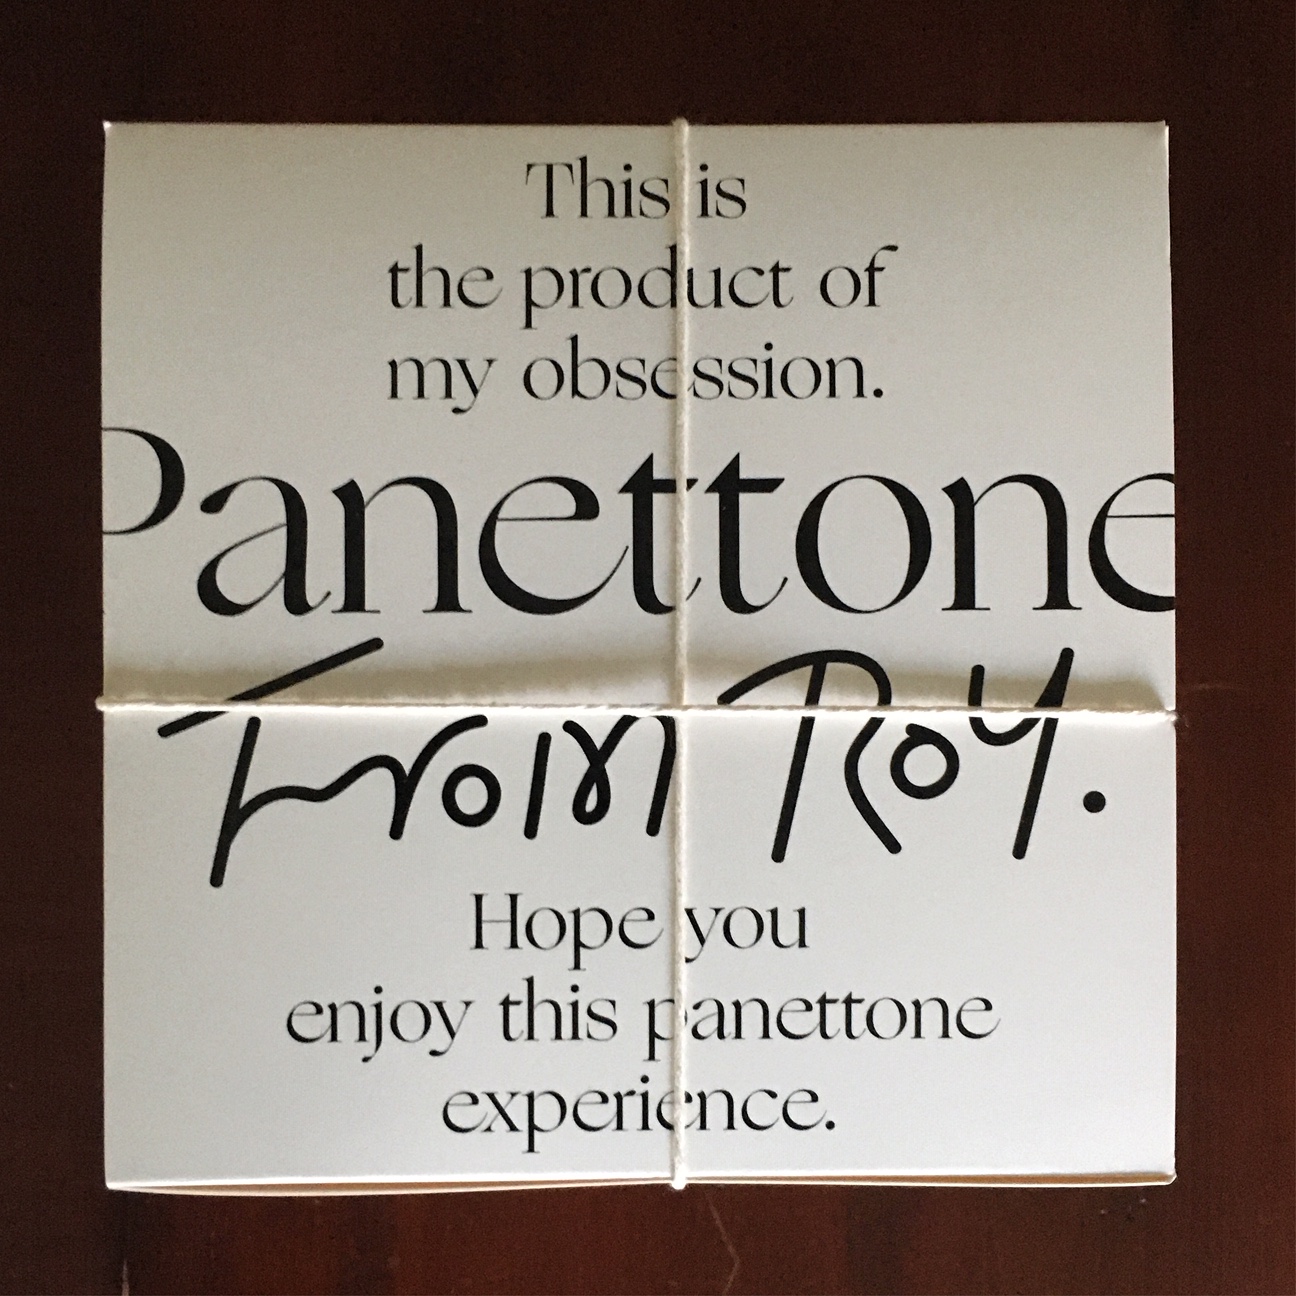 This is
the product of
my obsession.
Panettone
From Roy.
Hope you
enjoy this panettone
experience.